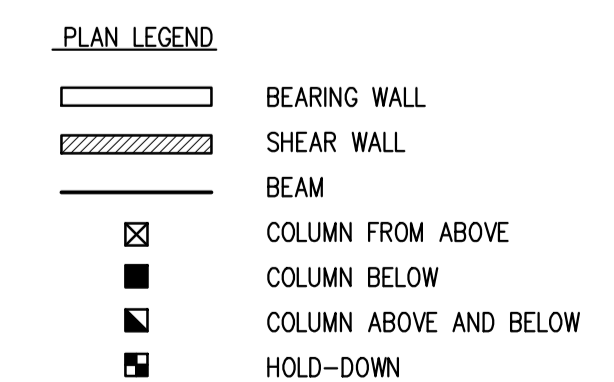 PLAN LEGEND
BEARING WALL
SHEAR WALL
BEAM
COLUMN FROM ABOVE
COLUMN BELOW
COLUMN ABOVE AND BELOW
HOLD-DOWN